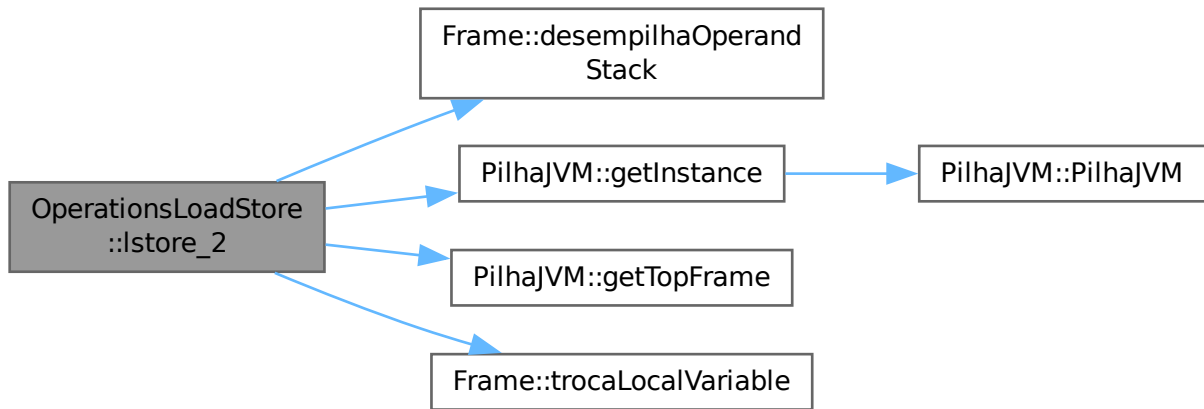 Frame::desempilhaOperand
Stack
PilhaJVM::getInstance
PilhaJVM::PilhaJVM
OperationsLoadStore
::lstore_2
PilhaJVM::getTopFrame
Frame::trocaLocalVariable